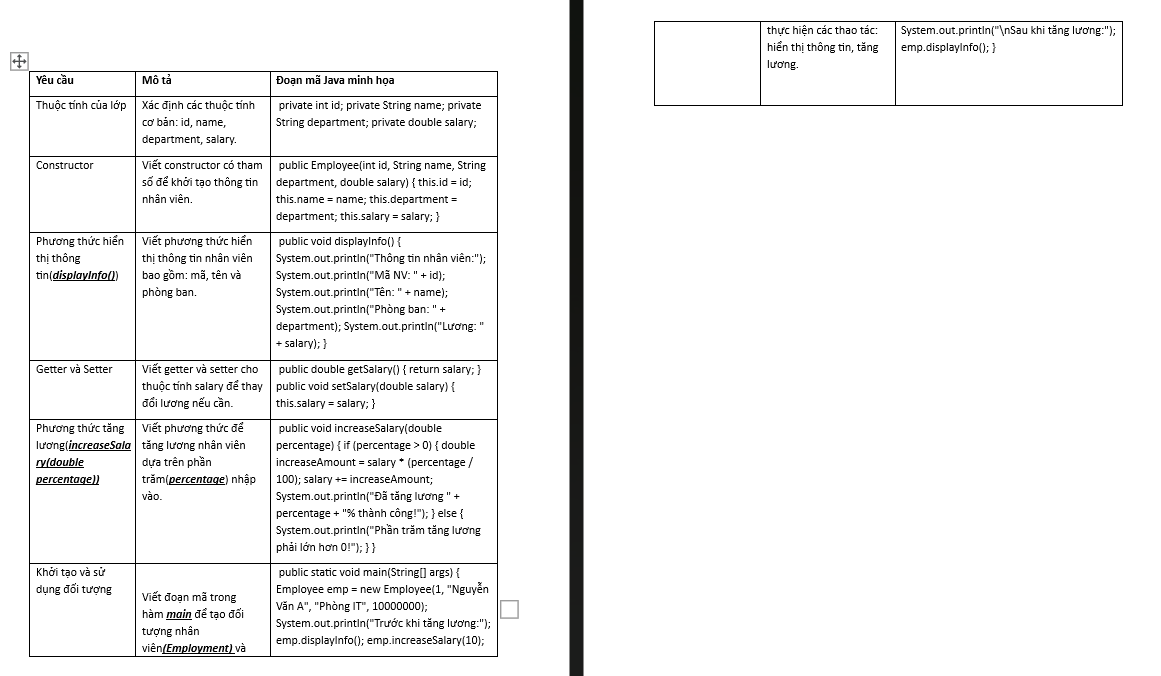 Yêu cầu
Mô tả
Đoạn mã Java minh họa
Thuộc tính của lớp
Xác định các thuộc tính
cơ bản: id, name,
department, salary.
private int id; private String name; private
String department; private double salary;
Constructor
Viết constructor có tham
số để khởi tạo thông tin
nhân viên.
public Employee(int id, String name, String
department, double salary) { this.id = id;
this.name = name; this.department =
department; this.salary = salary; }
Phương thức hiển
thị thông
tin(displayInfo())
Viết phương thức hiển
thị thông tin nhân viên
bao gồm: mã, tên và
phòng ban.
public void displayInfo() {
System.out.println("Thông tin nhân viên:");
System.out.println("Mã NV: " + id);
System.out.println("Tên: " + name);
System.out.println("Phòng ban: " +
department); System.out.println("Lương: "
+ salary); }
Getter và Setter
Viết getter và setter cho
thuộc tính salary để thay
đổi lương nếu cần.
public double getSalary() { return salary; }
public void setSalary(double salary) {
this.salary = salary; }
Phương thức tăng
lương(increaseSala
ry(double
percentage))
Viết phương thức để
tăng lương nhân viên
dựa trên phần
trăm(percentage) nhập
vào.
public void increaseSalary(double
percentage) { if (percentage > 0) { double
increaseAmount = salary * (percentage /
100); salary += increaseAmount;
System.out.println("Đã tăng lương " +
percentage + "% thành công!"); } else {
System.out.println("Phần trăm tăng lương
phải lớn hơn 0!"); } }
Khởi tạo và sử
dụng đối tượng
Viết đoạn mã trong
hàm main để tạo đối
tượng nhân
viên(Employment) và
public static void main(String[] args) {
Employee emp = new Employee(1, "Nguyễn
Văn A", "Phòng IT", 10000000);
System.out.println("Trước khi tăng lương:");
emp.displayInfo(); emp.increaseSalary(10);
thực hiện các thao tác:
hiển thị thông tin, tăng
lương.
System.out.println("\nSau khi tăng lương:");
emp.displayInfo(); }